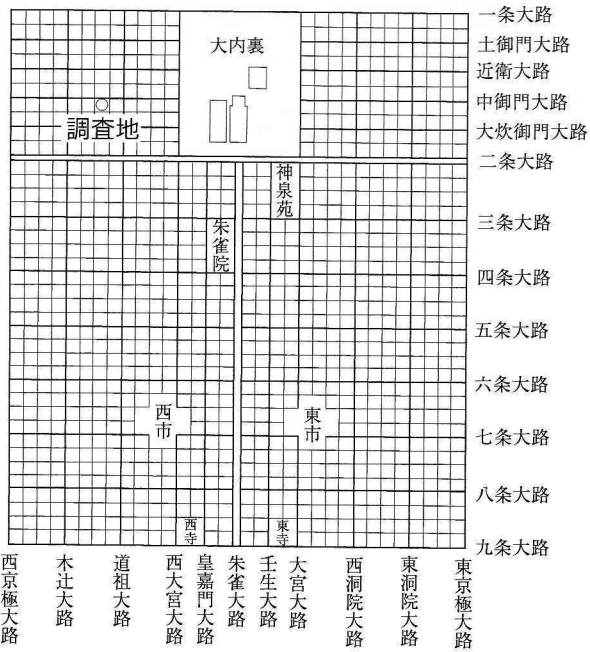 一条大路
土御門大路
近衛大路
中御門大路
大炊御門大路
二条大路
三条大路
四条大路
五条大路
六条大路
七条大路
八条大路
九条大路
大内裏
調査地
神泉苑
朱雀院
西市
東市
西寺
東寺
西京極大路
木辻大路
道祖大路
西大宮大路
皇嘉門大路
朱雀大路
壬生大路
大宮大路
西洞院大路
東洞院大路
東京極大路